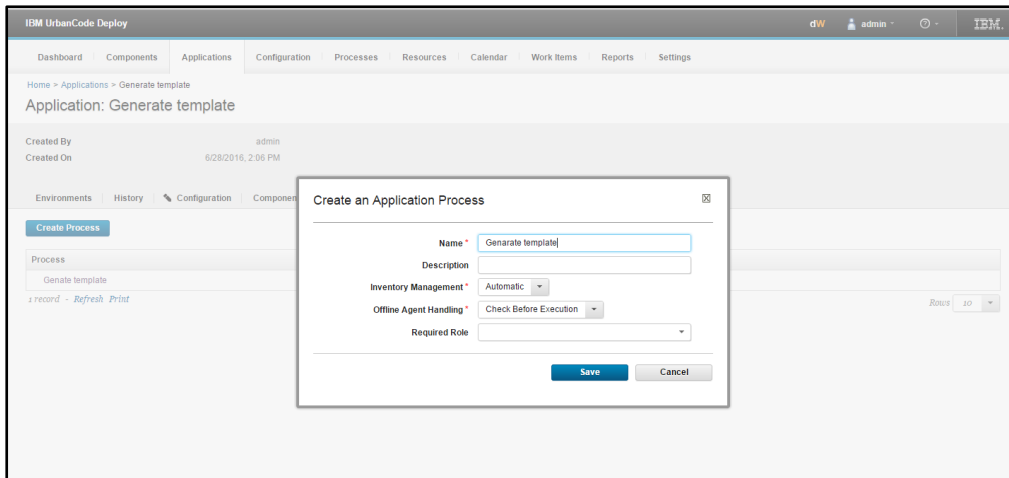 IBM UrbanCode Deploy dW admin IBM.
Dashboard Components Applications Configuration Processes Resources Calendar Work Items Reports Settings
Home > Applications > Generate template
Application: Generate template
Created By admin
Created On 6/28/2016, 2:06 PM
Environments History Configuration Componen
Create Process
Process
Genate template
1 record - Refresh Print
Rows 10
Create an Application Process
Name * Genarate template
Description
Inventory Management * Automatic
Offline Agent Handling * Check Before Execution
Required Role
Save Cancel